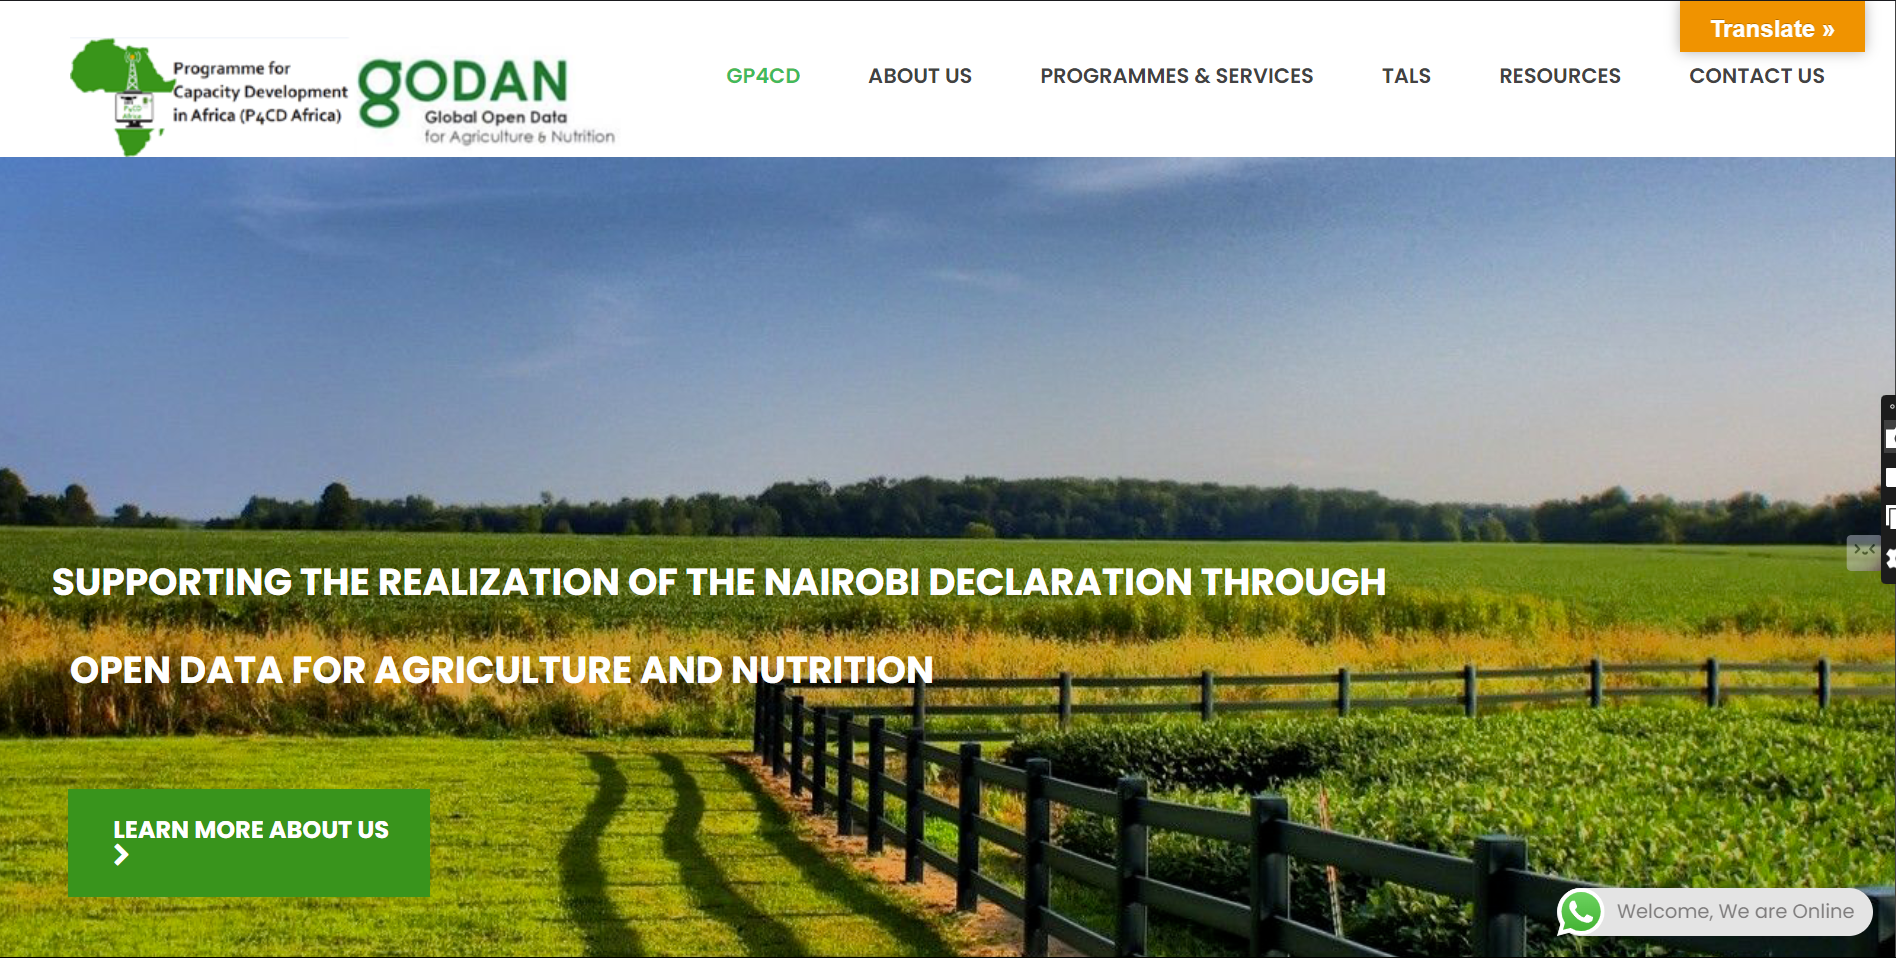 Translate »
Programme for
Capacity Development
in Africa (P4CD Africa)
P4CD
Africa
gODAN
Global Open Data
for Agriculture & Nutrition
GP4CD
ABOUT US
PROGRAMMES & SERVICES
TALS
RESOURCES
CONTACT US
SUPPORTING THE REALIZATION OF THE NAIROBI DECLARATION THROUGH
OPEN DATA FOR AGRICULTURE AND NUTRITION
LEARN MORE ABOUT US
Welcome, We are Online